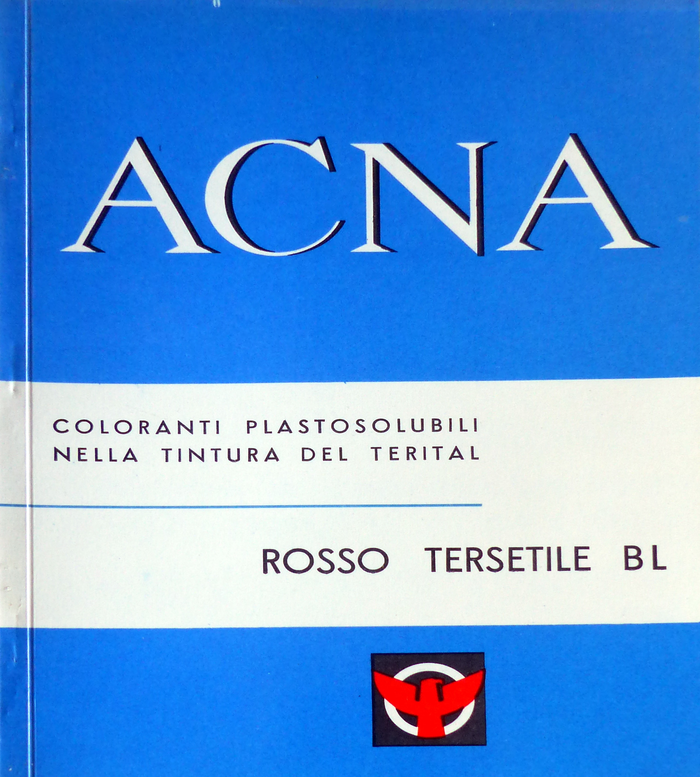 ACNA
COLORANTI PLASTOSOLUBILI
NELLA TINTURA DEL TERITAL
ROSSO TERSETILE BL